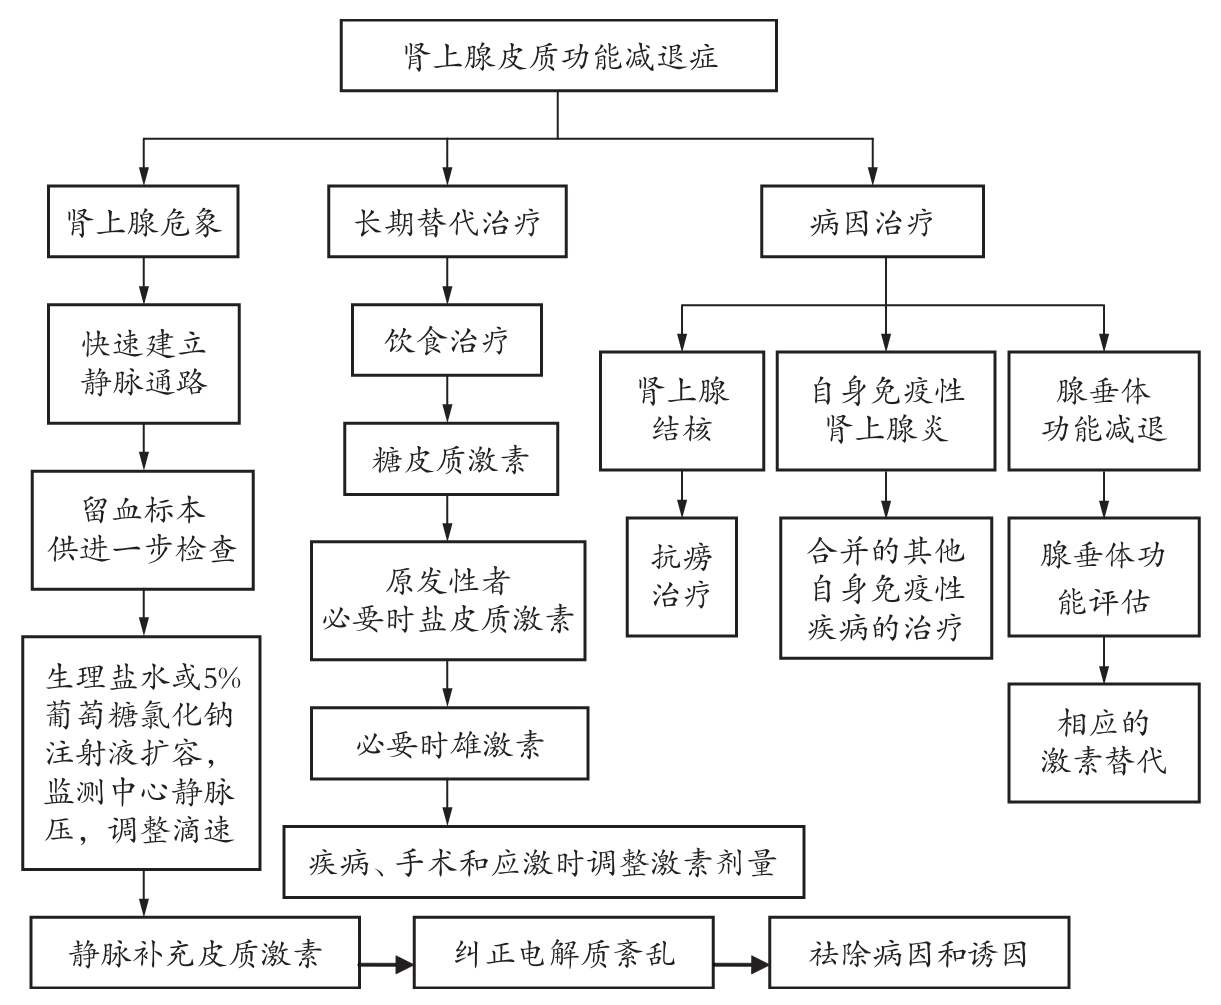 肾上腺皮质功能减退症
肾上腺危象
长期替代治疗
病因治疗
快速建立
静脉通路
饮食治疗
肾上腺
结核
自身免疫性
肾上腺炎
腺垂体
功能减退
糖皮质激素
留血标本
供进一步检查
原发性者
必要时盐皮质激素
抗痨
治疗
合并的其他
自身免疫性
疾病的治疗
腺垂体功
能评估
生理盐水或5%
葡萄糖氯化钠
注射液扩容，
监测中心静脉
压，调整滴速
必要时雄激素
相应的
激素替代
疾病、手术和应激时调整激素剂量
静脉补充皮质激素
纠正电解质紊乱
祛除病因和诱因